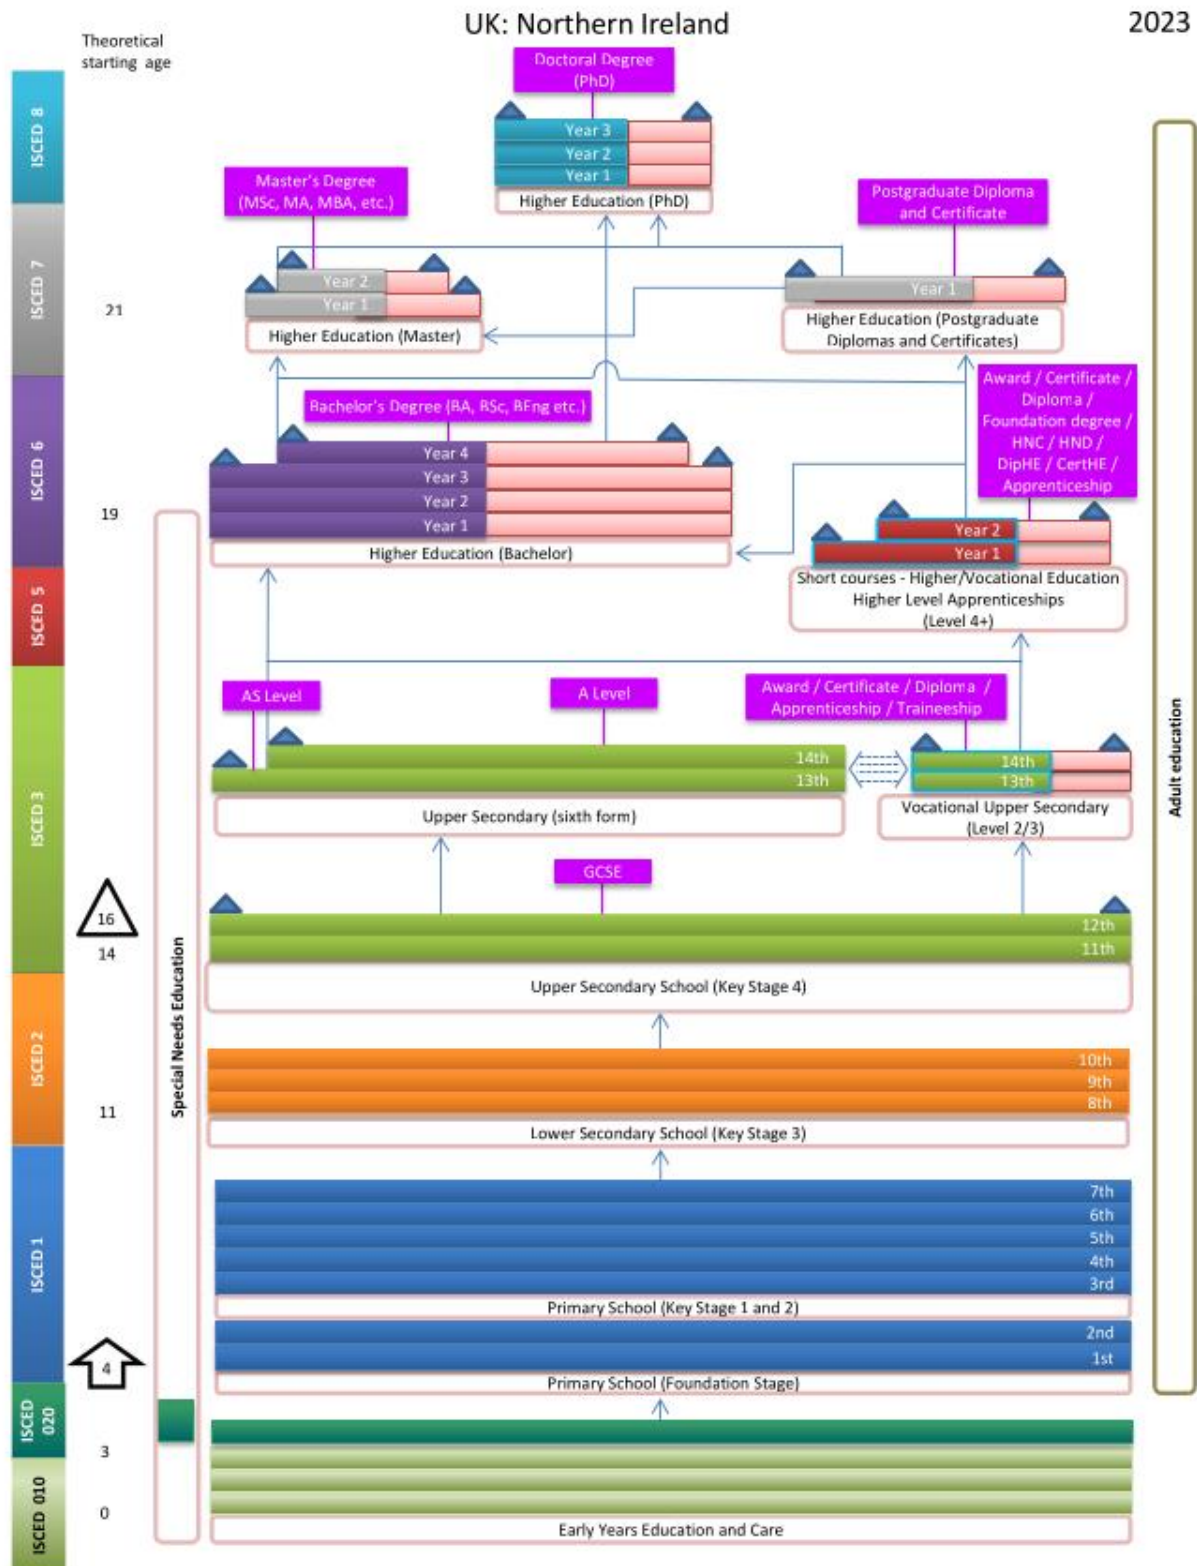 UK: Northern Ireland
2023
Theoretical
starting age
ISCED 8
Doctoral Degree
(PhD)
Year 3
Year 2
Year 1
Higher Education (PhD)
Master's Degree
(MSc, MA, MBA, etc.)
Postgraduate Diploma
and Certificate
ISCED 7
21
Year 2
Year 1
Higher Education (Master)
Year 1
Higher Education (Postgraduate
Diplomas and Certificates)
ISCED 6
19
Bachelor's Degree (BA, BSc, BEng etc.)
Year 4
Year 3
Year 2
Year 1
Higher Education (Bachelor)
Award / Certificate /
Diploma /
Foundation degree /
HNC / HND /
DipHE / CertHE /
Apprenticeship
Year 2
Year 1
Short courses - Higher/Vocational Education
Higher Level Apprenticeships
(Level 4+)
ISCED 5
ISCED 3
AS Level
A Level
Award / Certificate / Diploma /
Apprenticeship / Traineeship
14th
13th
Upper Secondary (sixth form)
14th
13th
Vocational Upper Secondary
(Level 2/3)
Adult education
16
14
GCSE
12th
11th
Upper Secondary School (Key Stage 4)
Special Needs Education
ISCED 2
11
10th
9th
8th
Lower Secondary School (Key Stage 3)
ISCED 1
7th
6th
5th
4th
3rd
Primary School (Key Stage 1 and 2)
2nd
1st
4
Primary School (Foundation Stage)
ISCED
020
3
ISCED 010
0
Early Years Education and Care